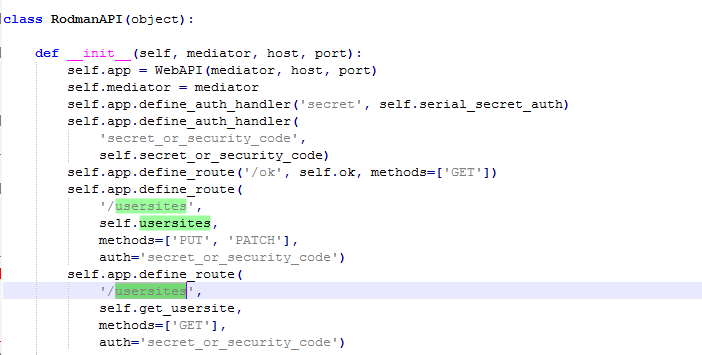 class RodmanAPI(object):
def __init__(self, mediator, host, port):
self.app = WebAPI(mediator, host, port)
self.mediator = mediator
self.app.define_auth_handler('secret', self.serial_secret_auth)
self.app.define_auth_handler(
'secret_or_security_code',
self.secret_or_security_code)
self.app.define_route('/ok', self.ok, methods=['GET'])
self.app.define_route(
'/usersites',
self.usersites,
methods=['PUT', 'PATCH'],
auth='secret_or_security_code')
self.app.define_route(
'/usersites',
self.get_usersite,
methods=['GET'],
auth='secret_or_security_code')